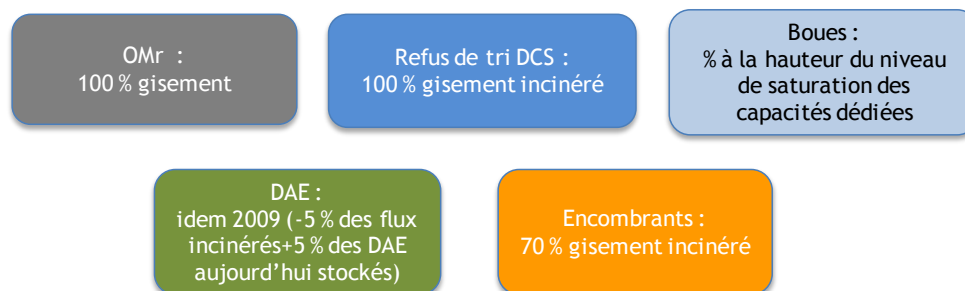 OMr :
100 % gisement
Refus de tri DCS :
100 % gisement incinéré
Boues :
% à la hauteur du niveau
de saturation des
capacités dédiées
DAE :
idem 2009 (-5 % des flux
incinérés+5 % des DAE
aujourd'hui stockés)
Encombrants :
70 % gisement incinéré